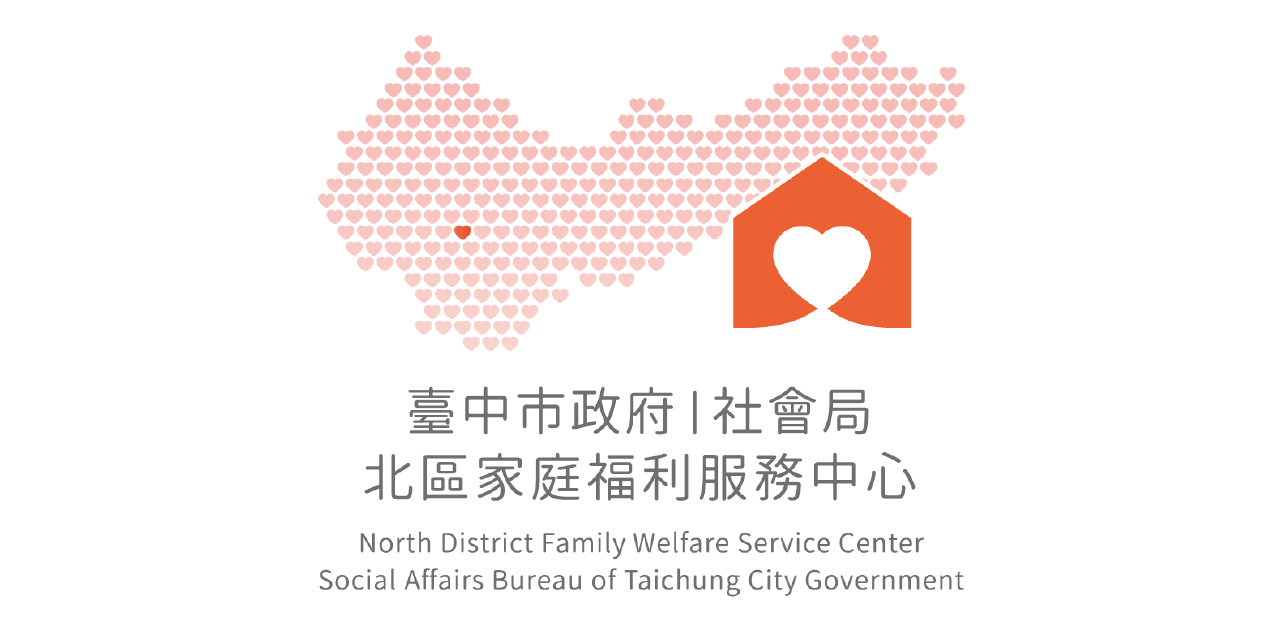 臺中市政府|社會局
北區家庭福利服務中心
North District Family Welfare Service Center
Social Affairs Bureau of Taichung City Government